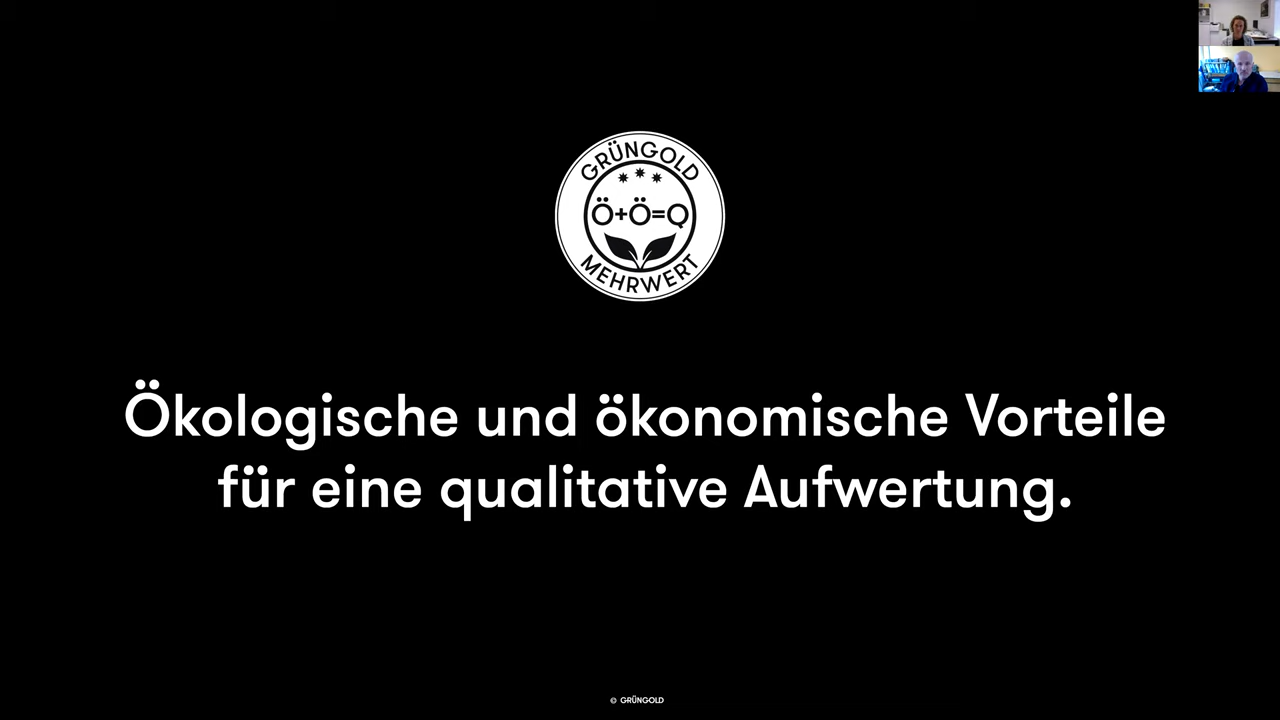 GRÜNGOLD
Ö+Ö=Q
MEHRWERT
Ökologische und ökonomische Vorteile
für eine qualitative Aufwertung.
© GRÜNGOLD